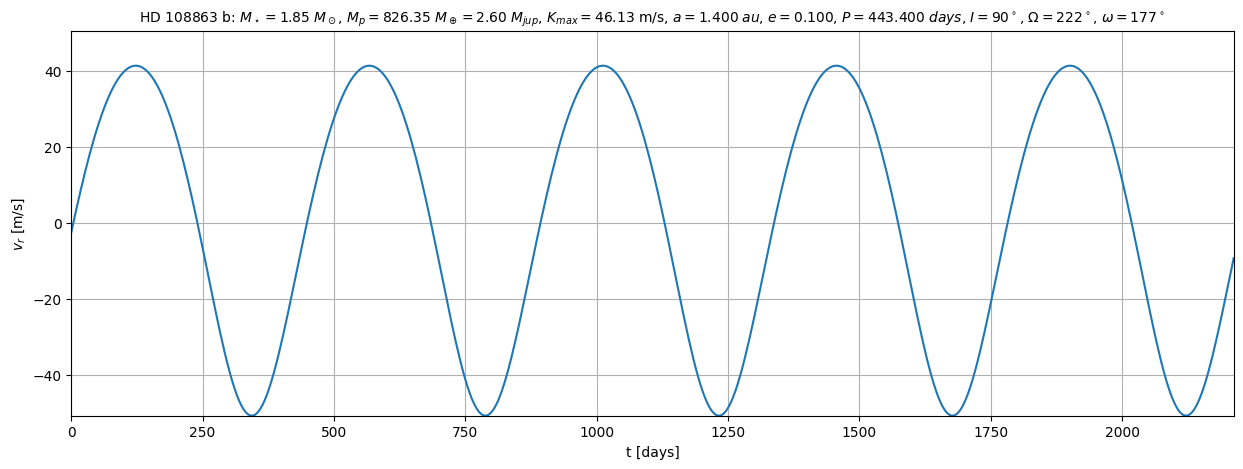 HD 108863 b: M⋆ = 1.85 M⊙, Mp = 826.35 M⊕ = 2.60 Mjup, Kmax = 46.13 m/s, a = 1.400 au, e = 0.100, P = 443.400 days, I = 90°, Ω = 222°, ω = 177°
40
20
0
−20
−40
vr [m/s]
0 250 500 750 1000 1250 1500 1750 2000
t [days]